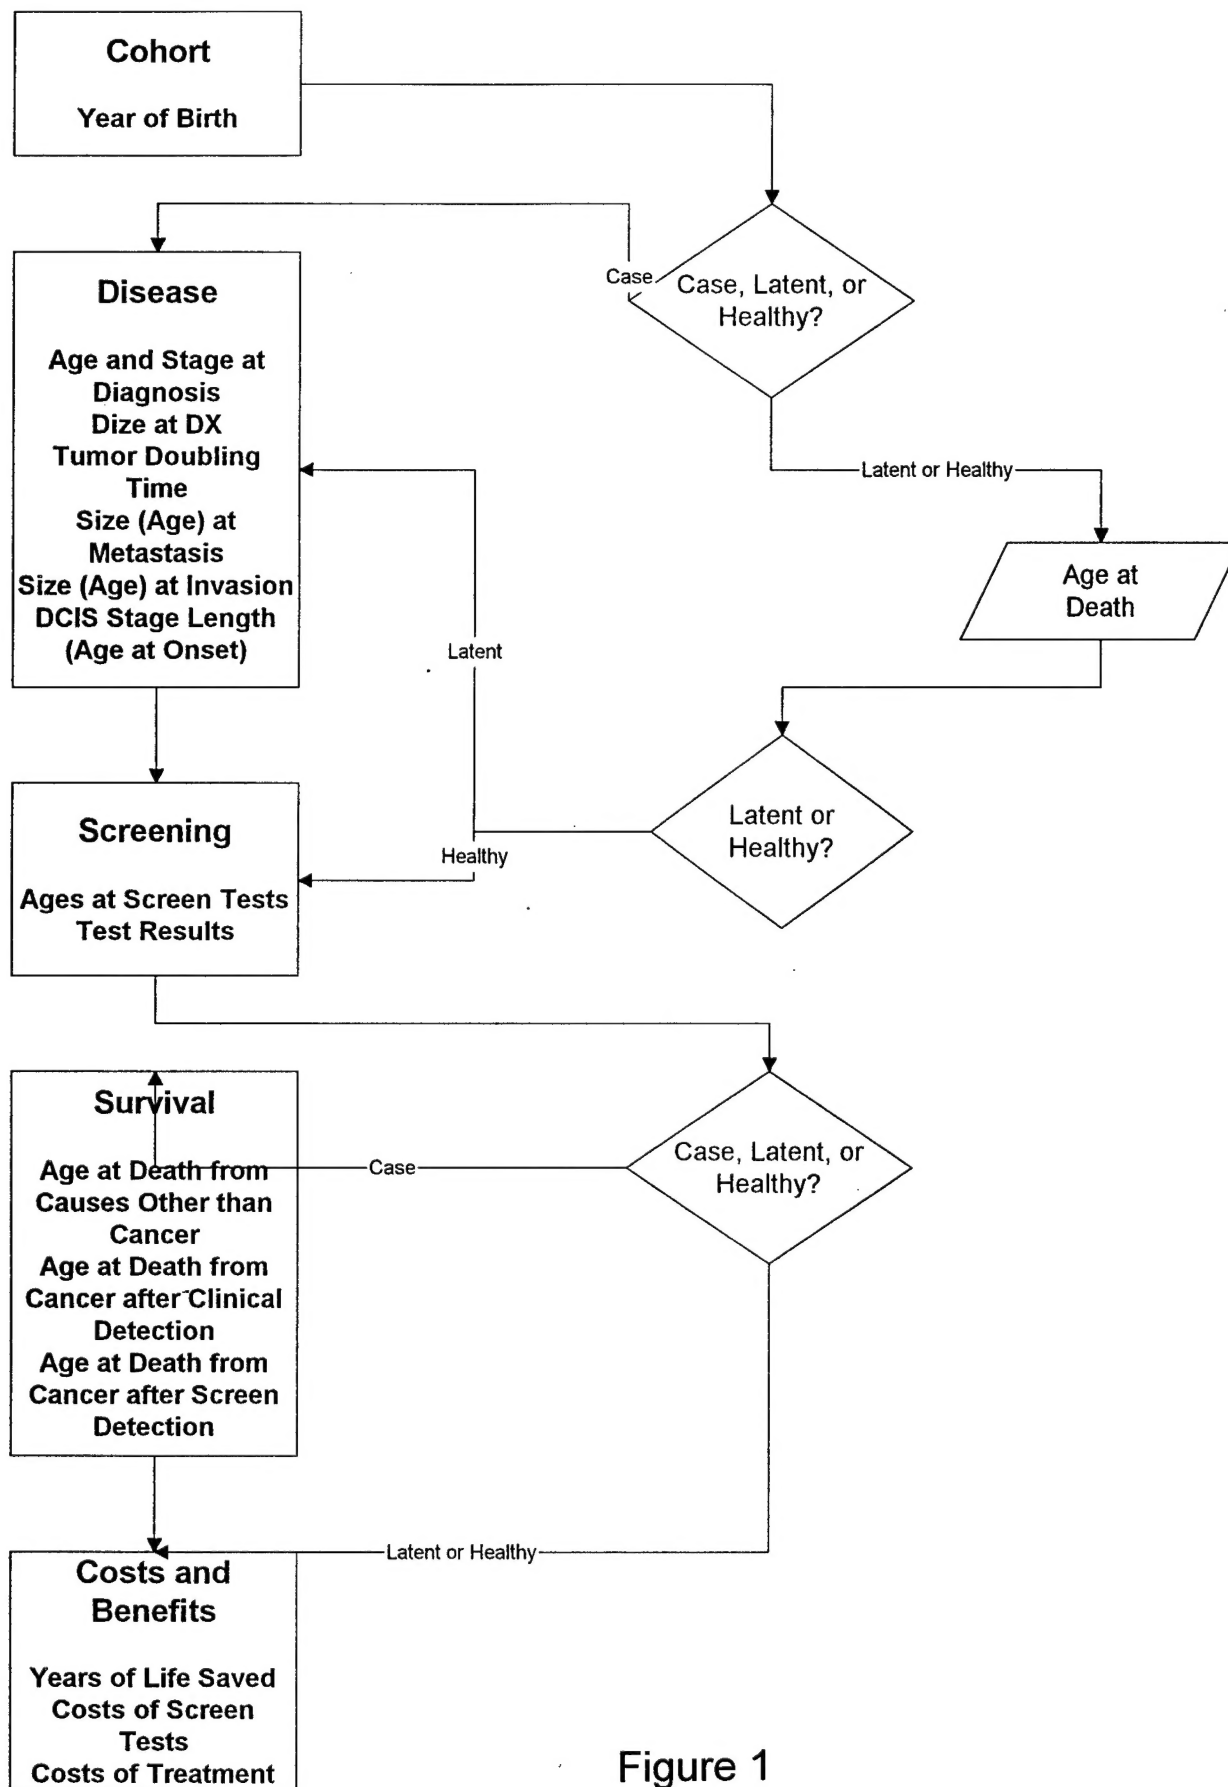 Cohort
Year of Birth
Case
Case, Latent, or
Healthy?
Disease
Age and Stage at
Diagnosis
Dize at DX
Tumor Doubling
Time
Size (Age) at
Metastasis
Size (Age) at Invasion
DCIS Stage Length
(Age at Onset)
Latent or Healthy
Age at
Death
Latent
Latent or
Healthy?
Healthy
Screening
Ages at Screen Tests
Test Results
Case, Latent, or
Healthy?
Case
Survival
Age at Death from
Causes Other than
Cancer
Age at Death from
Cancer after Clinical
Detection
Age at Death from
Cancer after Screen
Detection
Latent or Healthy
Costs and
Benefits
Years of Life Saved
Costs of Screen
Tests
Costs of Treatment
Figure 1